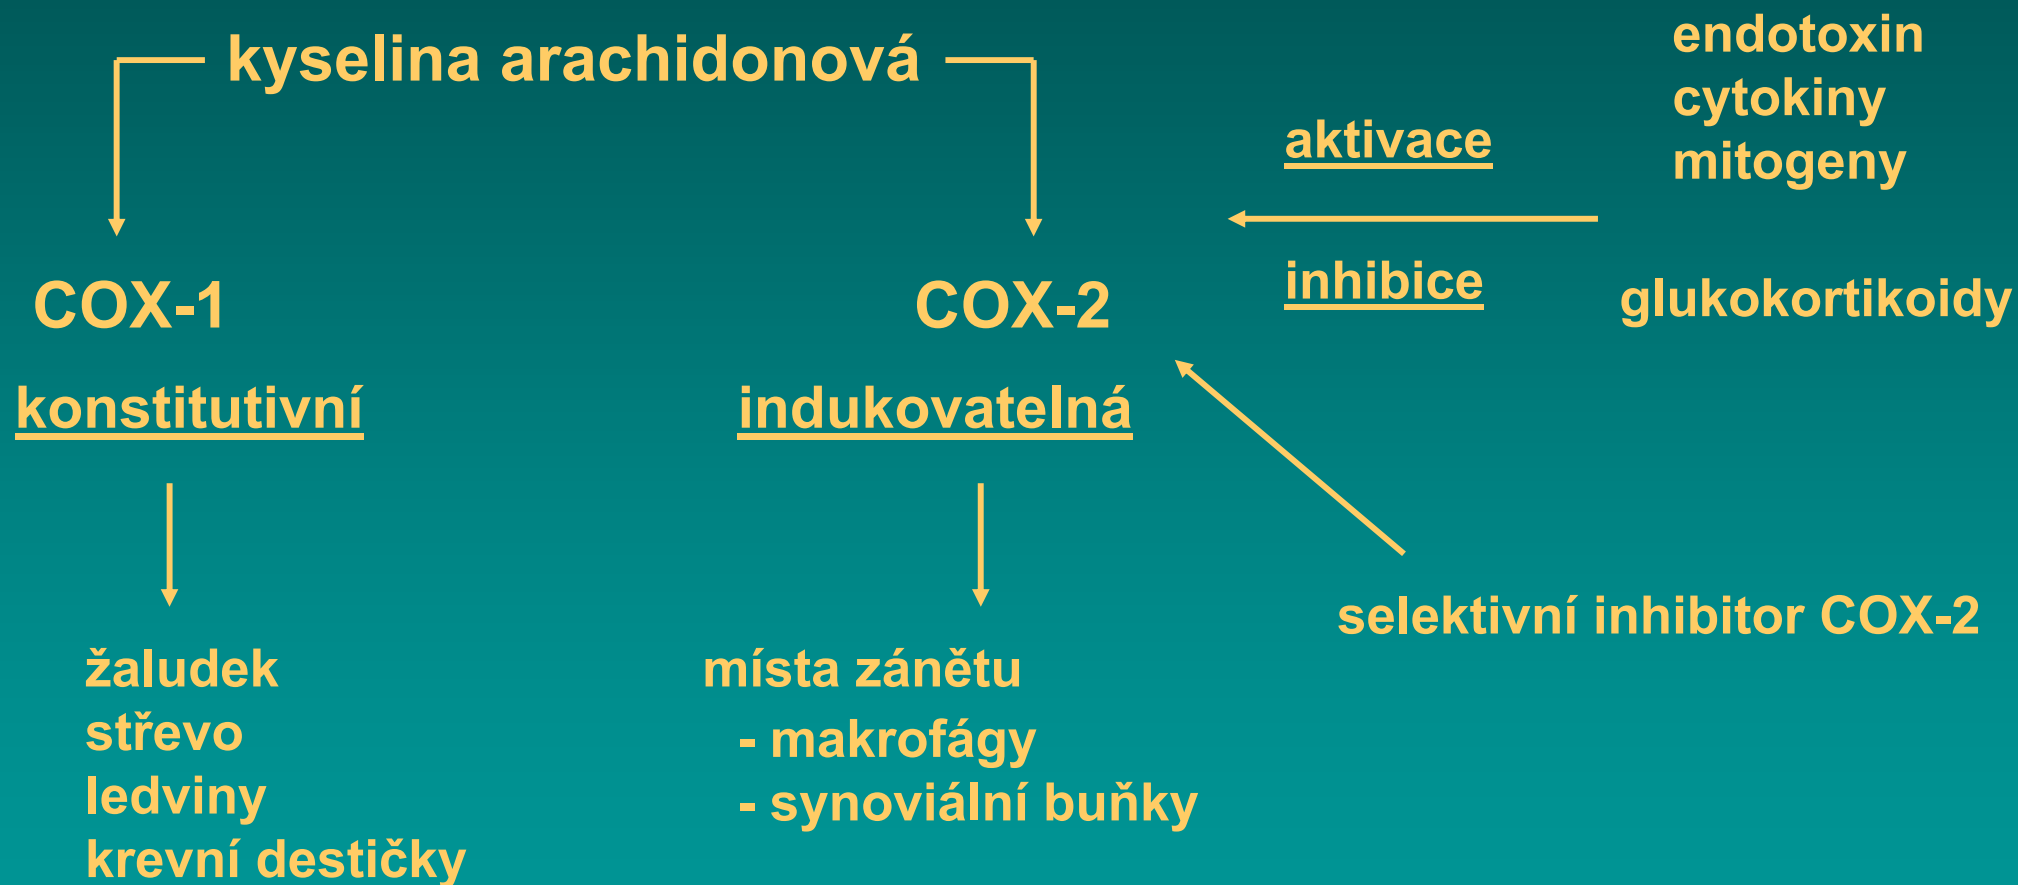 kyselina arachidonová
endotoxin
cytokiny
mitogeny
aktivace
inhibice
glukokortikoidy
COX-1
COX-2
konstitutivní
indukovatelná
selektivní inhibitor COX-2
žaludek
střevo
ledviny
krevní destičky
místa zánětu
- makrofágy
- synoviální buňky